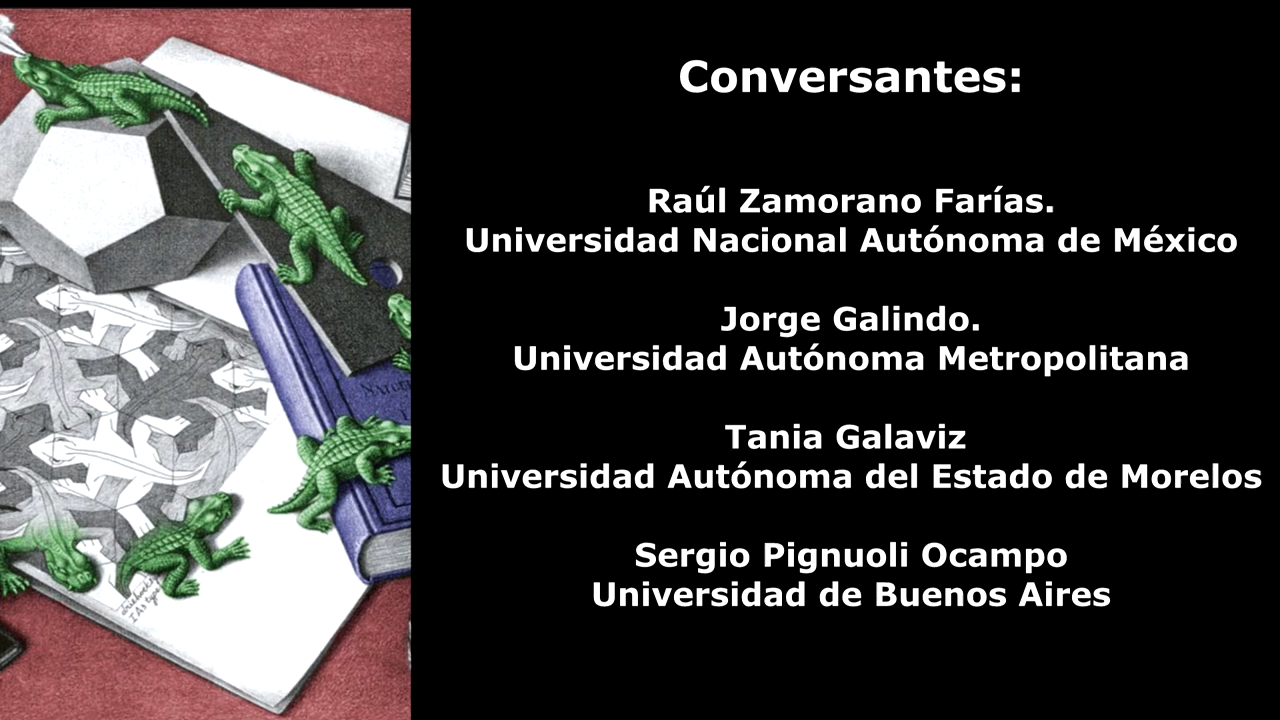 Conversantes:
Raúl Zamorano Farías.
Universidad Nacional Autónoma de México
Jorge Galindo.
Universidad Autónoma Metropolitana
Tania Galaviz
Universidad Autónoma del Estado de Morelos
Sergio Pignuoli Ocampo
Universidad de Buenos Aires